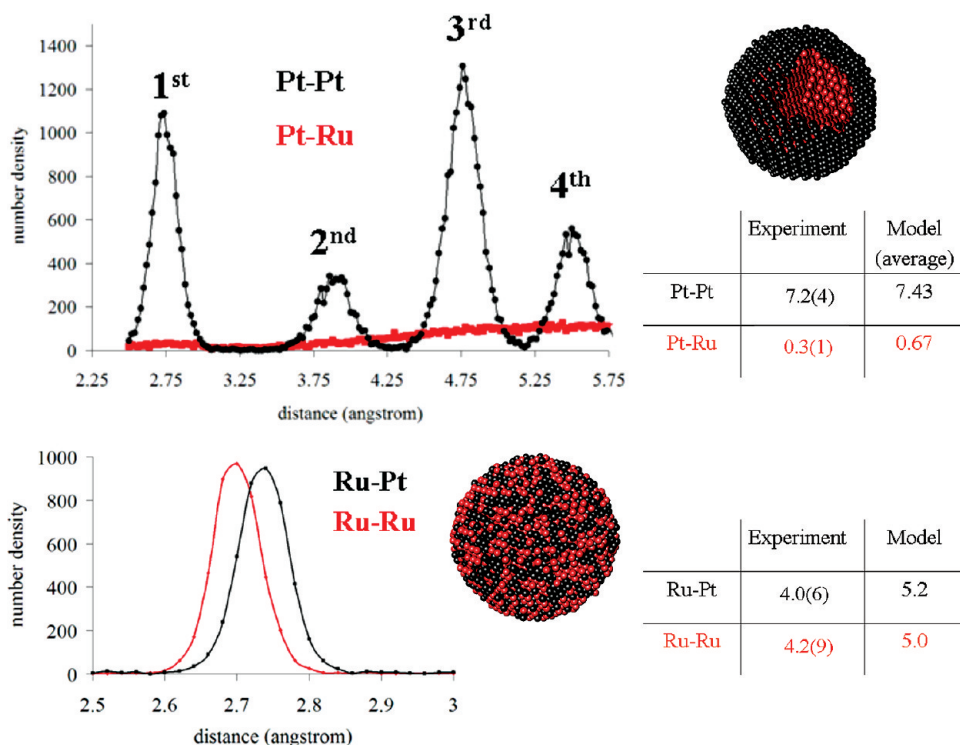 number density
1400
1200
1000
800
600
400
200
0
1st
2nd
3rd
4th
Pt-Pt
Pt-Ru
2.25 2.75 3.25 3.75 4.25 4.75 5.25 5.75
distance (angstrom)
Experiment Model
(average)
Pt-Pt 7.2(4) 7.43
Pt-Ru 0.3(1) 0.67
number density
1000
800
600
400
200
0
Ru-Pt
Ru-Ru
2.5 2.6 2.7 2.8 2.9 3
distance (angstrom)
Experiment Model
Ru-Pt 4.0(6) 5.2
Ru-Ru 4.2(9) 5.0